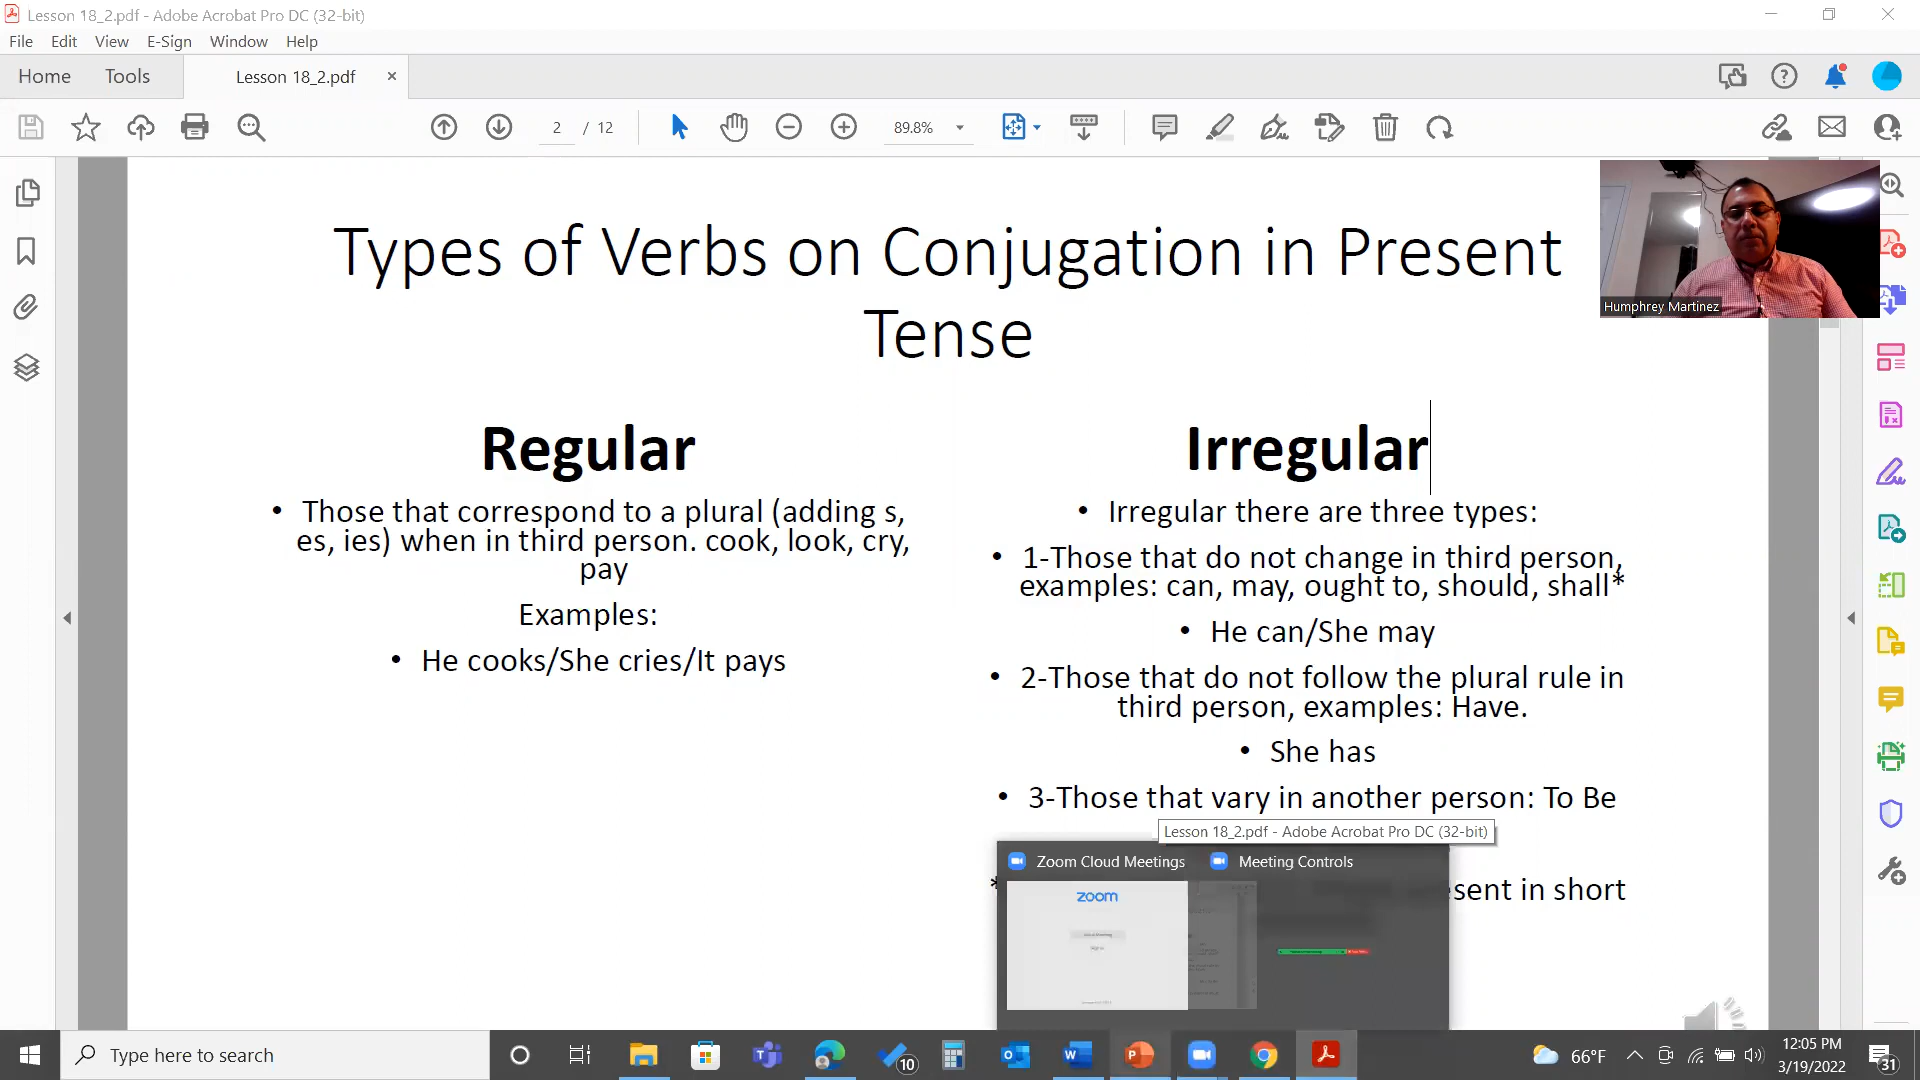 Lesson 18_2.pdf - Adobe Acrobat Pro DC (32-bit)
File Edit View E-Sign Window Help
Home Tools Lesson 18_2.pdf ×
2 / 12 89.8%
Types of Verbs on Conjugation in Present
Tense
Humphrey Martinez
Regular
• Those that correspond to a plural (adding s,
es, ies) when in third person. cook, look, cry,
pay
Examples:
• He cooks/She cries/It pays
Irregular
• Irregular there are three types:
• 1-Those that do not change in third person,
examples: can, may, ought to, should, shall*
• He can/She may
• 2-Those that do not follow the plural rule in
third person, examples: Have.
• She has
• 3-Those that vary in another person: To Be
Lesson 18_2.pdf - Adobe Acrobat Pro DC (32-bit)
Zoom Cloud Meetings Meeting Controls
zoom
* in short
Type here to search
10
66°F
12:05 PM
3/19/2022
31